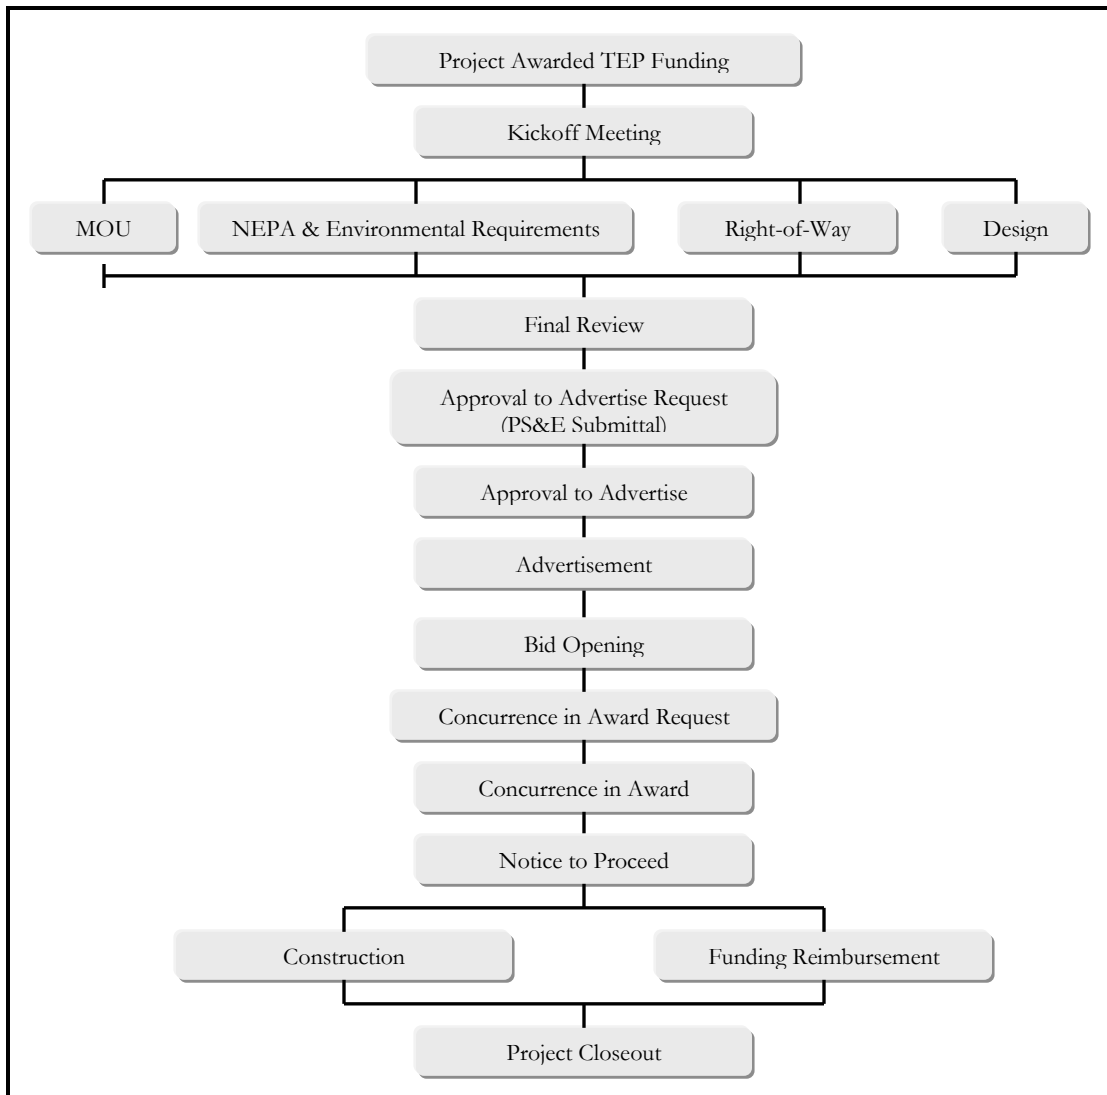 Project Awarded TEP Funding
Kickoff Meeting
MOU
NEPA & Environmental Requirements
Right-of-Way
Design
Final Review
Approval to Advertise Request
(PS&E Submittal)
Approval to Advertise
Advertisement
Bid Opening
Concurrence in Award Request
Concurrence in Award
Notice to Proceed
Construction
Funding Reimbursement
Project Closeout